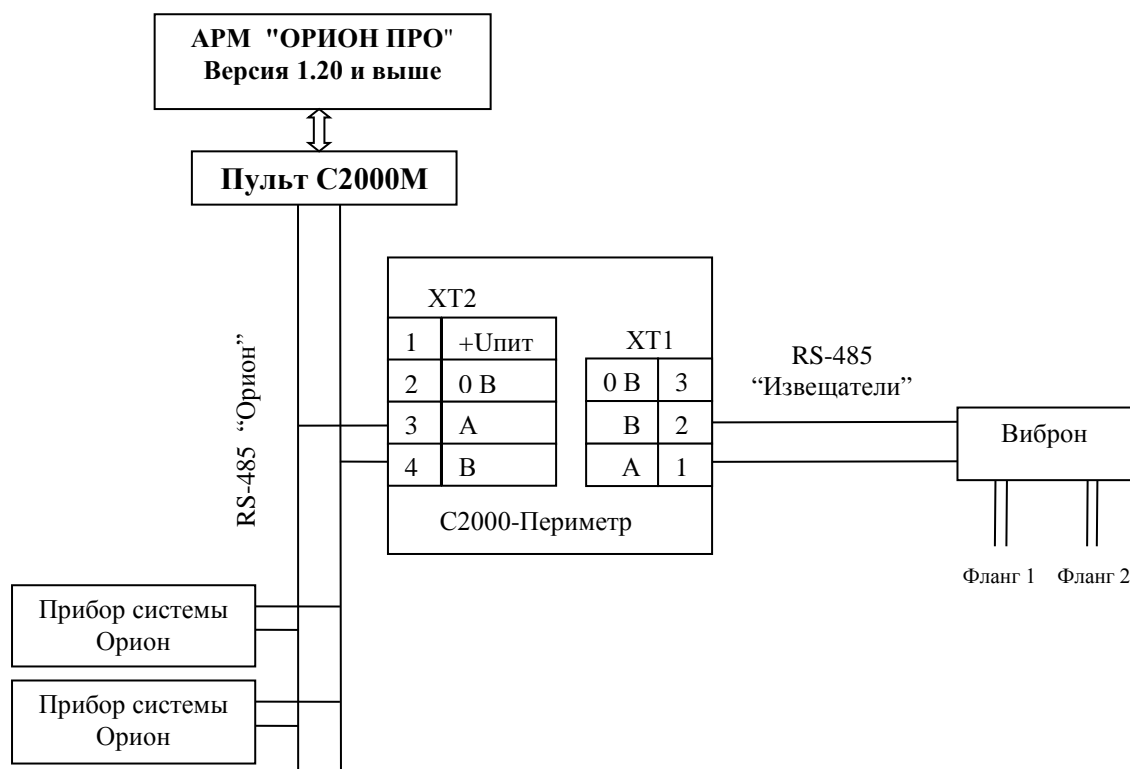 АРМ "ОРИОН ПРО"
Версия 1.20 и выше
Пульт С2000М
RS-485 “Орион”
ХТ2
1 +Uпит
2 0 В
3 А
4 В
ХТ1
0 В 3
В 2
А 1
С2000-Периметр
RS-485
“Извещатели”
Виброн
Фланг 1 Фланг 2
Прибор системы
Орион
Прибор системы
Орион